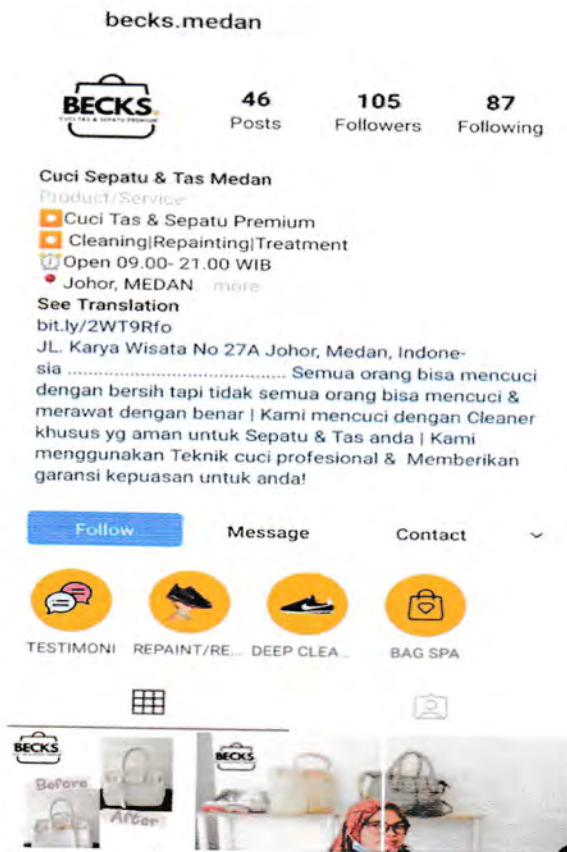 becks.medan
BECKS.
CUCI TAS & SEPATU PREMIUM
46 105 87
Posts Followers Following
Cuci Sepatu & Tas Medan
Product/Service
Cuci Tas & Sepatu Premium
Cleaning|Repainting|Treatment
Open 09.00- 21.00 WIB
Johor, MEDAN... more
See Translation
bit.ly/2WT9Rfo
JL. Karya Wisata No 27A Johor, Medan, Indone-
sia ....................................... Semua orang bisa mencuci
dengan bersih tapi tidak semua orang bisa mencuci &
merawat dengan benar | Kami mencuci dengan Cleaner
khusus yg aman untuk Sepatu & Tas anda | Kami
menggunakan Teknik cuci profesional & Memberikan
garansi kepuasan untuk anda!
Follow Message Contact
TESTIMONI REPAINT/RE... DEEP CLEA... BAG SPA
BECKS
Before
After
BECKS